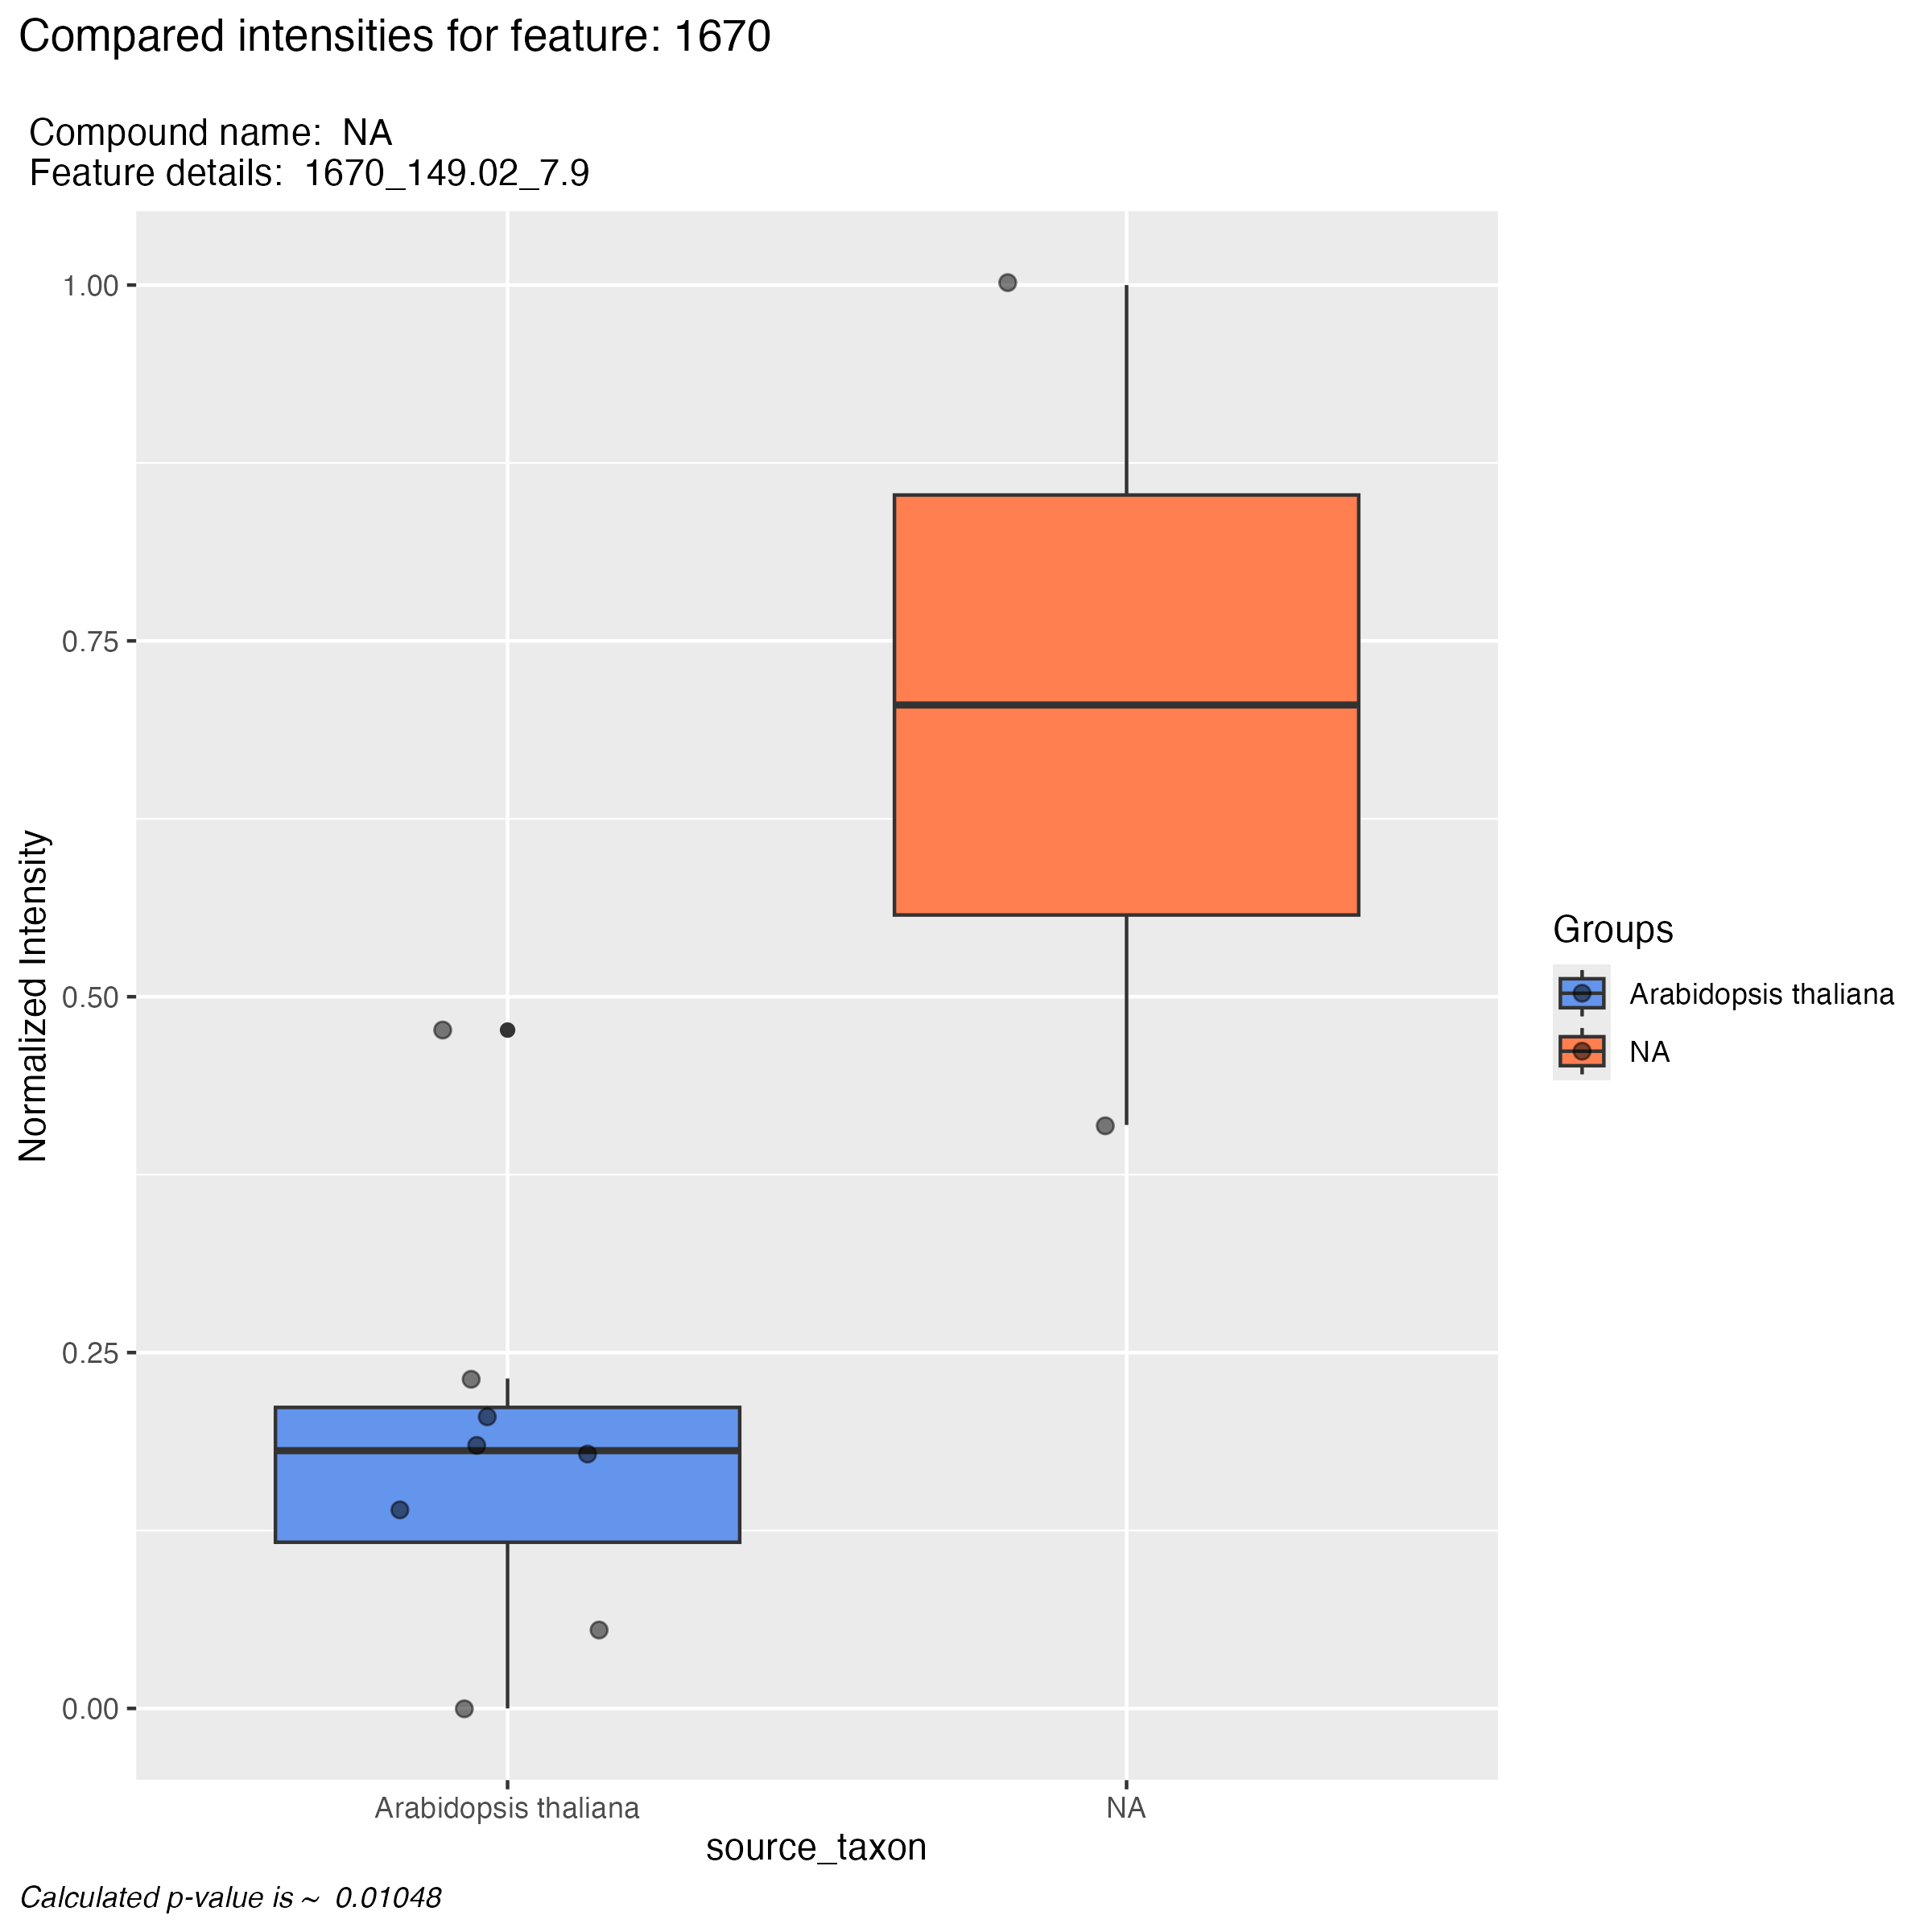 Compared intensities for feature: 1670
Compound name:  NA
Feature details:  1670_149.02_7.9
1.00
0.75
0.50
0.25
0.00
Normalized Intensity
Arabidopsis thaliana
NA
source_taxon
Groups
Arabidopsis thaliana
NA
Calculated p-value is ~  0.01048